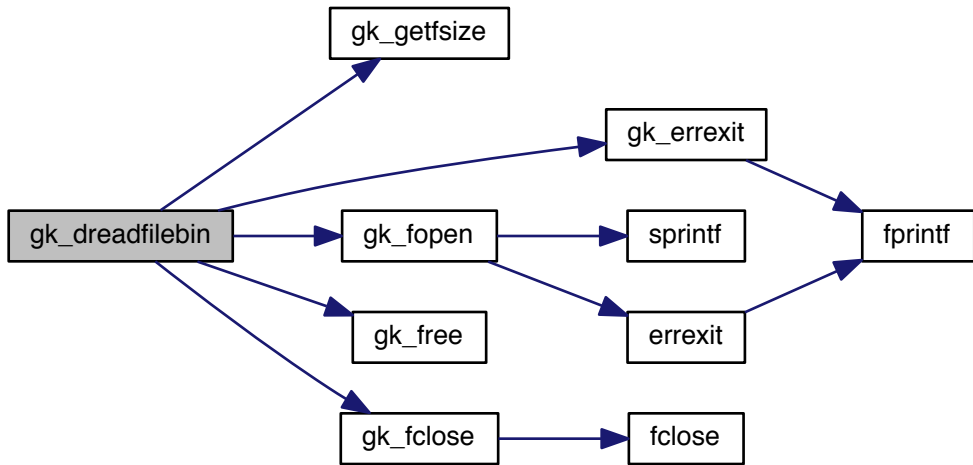 gk_getfsize
gk_errexit
gk_dreadfilebin
gk_fopen
sprintf
fprintf
gk_free
errexit
gk_fclose
fclose